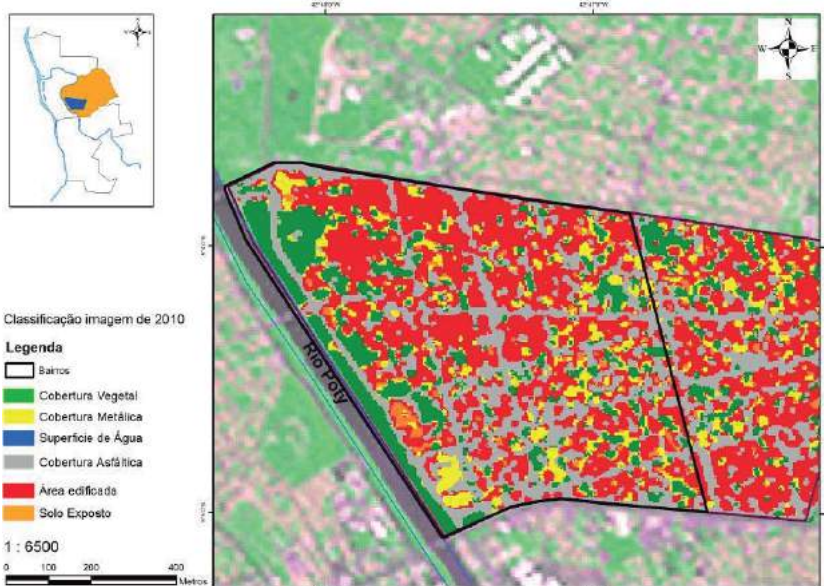 N
W E
S
Rio Poty
Classificação imagem de 2010
Legenda
Bairros
Cobertura Vegetal
Cobertura Metálica
Superfície de Água
Cobertura Asfáltica
Área edificada
Solo Exposto
1 : 6500
0 100 200 400
Metros